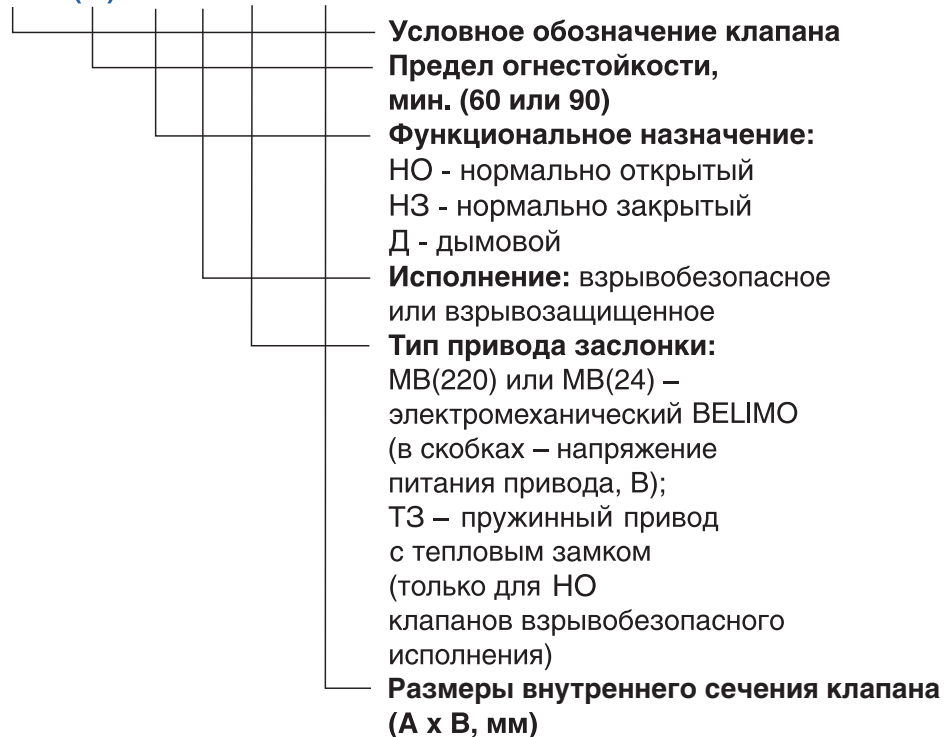 Условное обозначение клапана
Предел огнестойкости,
мин. (60 или 90)
Функциональное назначение:
НО - нормально открытый
НЗ - нормально закрытый
Д - дымовой
Исполнение: взрывобезопасное
или взрывозащищенное
Тип привода заслонки:
МВ(220) или МВ(24) –
электромеханический BELIMO
(в скобках – напряжение
питания привода, В);
ТЗ – пружинный привод
с тепловым замком
(только для НО
клапанов взрывобезопасного
исполнения)
Размеры внутреннего сечения клапана
(А х В, мм)